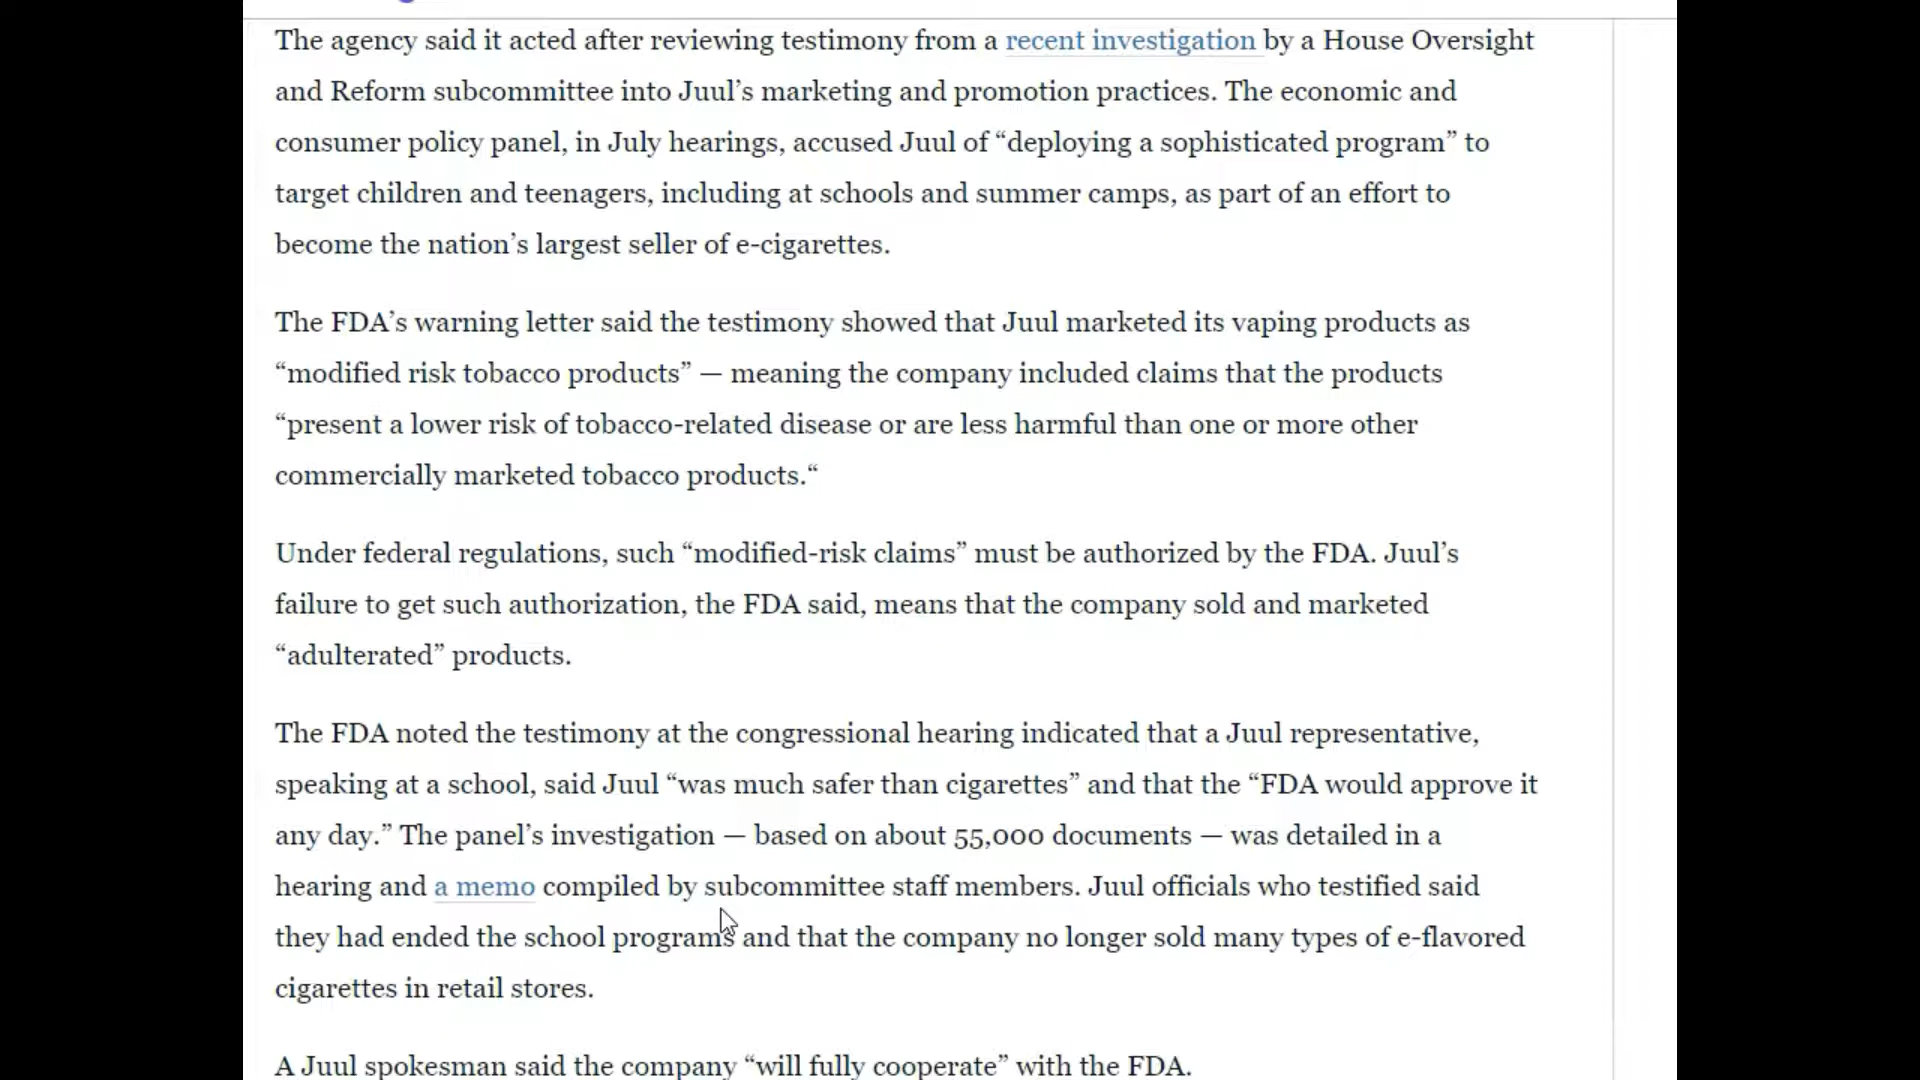 The agency said it acted after reviewing testimony from a recent investigation by a House Oversight
and Reform subcommittee into Juul’s marketing and promotion practices. The economic and
consumer policy panel, in July hearings, accused Juul of “deploying a sophisticated program” to
target children and teenagers, including at schools and summer camps, as part of an effort to
become the nation’s largest seller of e-cigarettes.
The FDA’s warning letter said the testimony showed that Juul marketed its vaping products as
“modified risk tobacco products” — meaning the company included claims that the products
“present a lower risk of tobacco-related disease or are less harmful than one or more other
commercially marketed tobacco products.“
Under federal regulations, such “modified-risk claims” must be authorized by the FDA. Juul’s
failure to get such authorization, the FDA said, means that the company sold and marketed
“adulterated” products.
The FDA noted the testimony at the congressional hearing indicated that a Juul representative,
speaking at a school, said Juul “was much safer than cigarettes” and that the “FDA would approve it
any day.” The panel’s investigation — based on about 55,000 documents — was detailed in a
hearing and a memo compiled by subcommittee staff members. Juul officials who testified said
they had ended the school programs and that the company no longer sold many types of e-flavored
cigarettes in retail stores.
A Juul spokesman said the company “will fully cooperate” with the FDA.